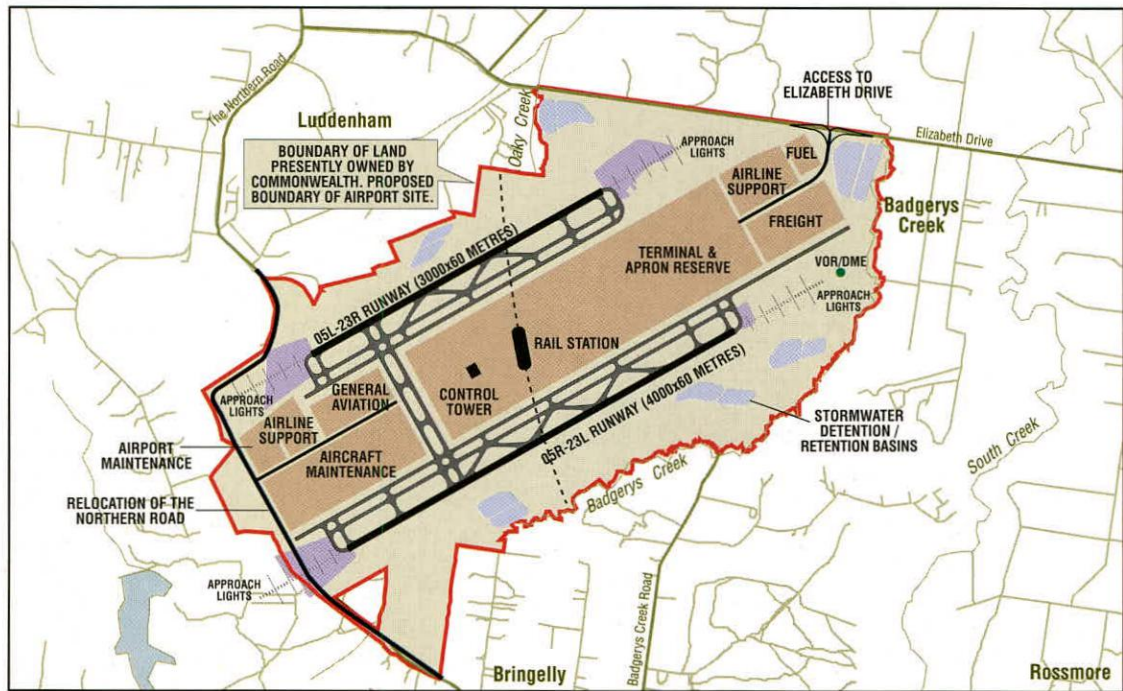 The Northern Road
Luddenham
Oaky Creek
ACCESS TO
ELIZABETH DRIVE
Elizabeth Drive
BOUNDARY OF LAND
PRESENTLY OWNED BY
COMMONWEALTH. PROPOSED
BOUNDARY OF AIRPORT SITE.
APPROACH
LIGHTS
FUEL
AIRLINE
SUPPORT
FREIGHT
Badgerys
Creek
TERMINAL &
APRON RESERVE
VOR/DME
APPROACH
LIGHTS
05L-23R RUNWAY (3000x60 METRES)
RAIL STATION
CONTROL
TOWER
GENERAL
AVIATION
APPROACH
LIGHTS
AIRLINE
SUPPORT
AIRCRAFT
MAINTENANCE
AIRPORT
MAINTENANCE
05R-23L RUNWAY (4000x60 METRES)
STORMWATER
DETENTION /
RETENTION BASINS
South Creek
Badgerys Creek
RELOCATION OF THE
NORTHERN ROAD
APPROACH
LIGHTS
Badgerys Creek Road
Bringelly
Rossmore